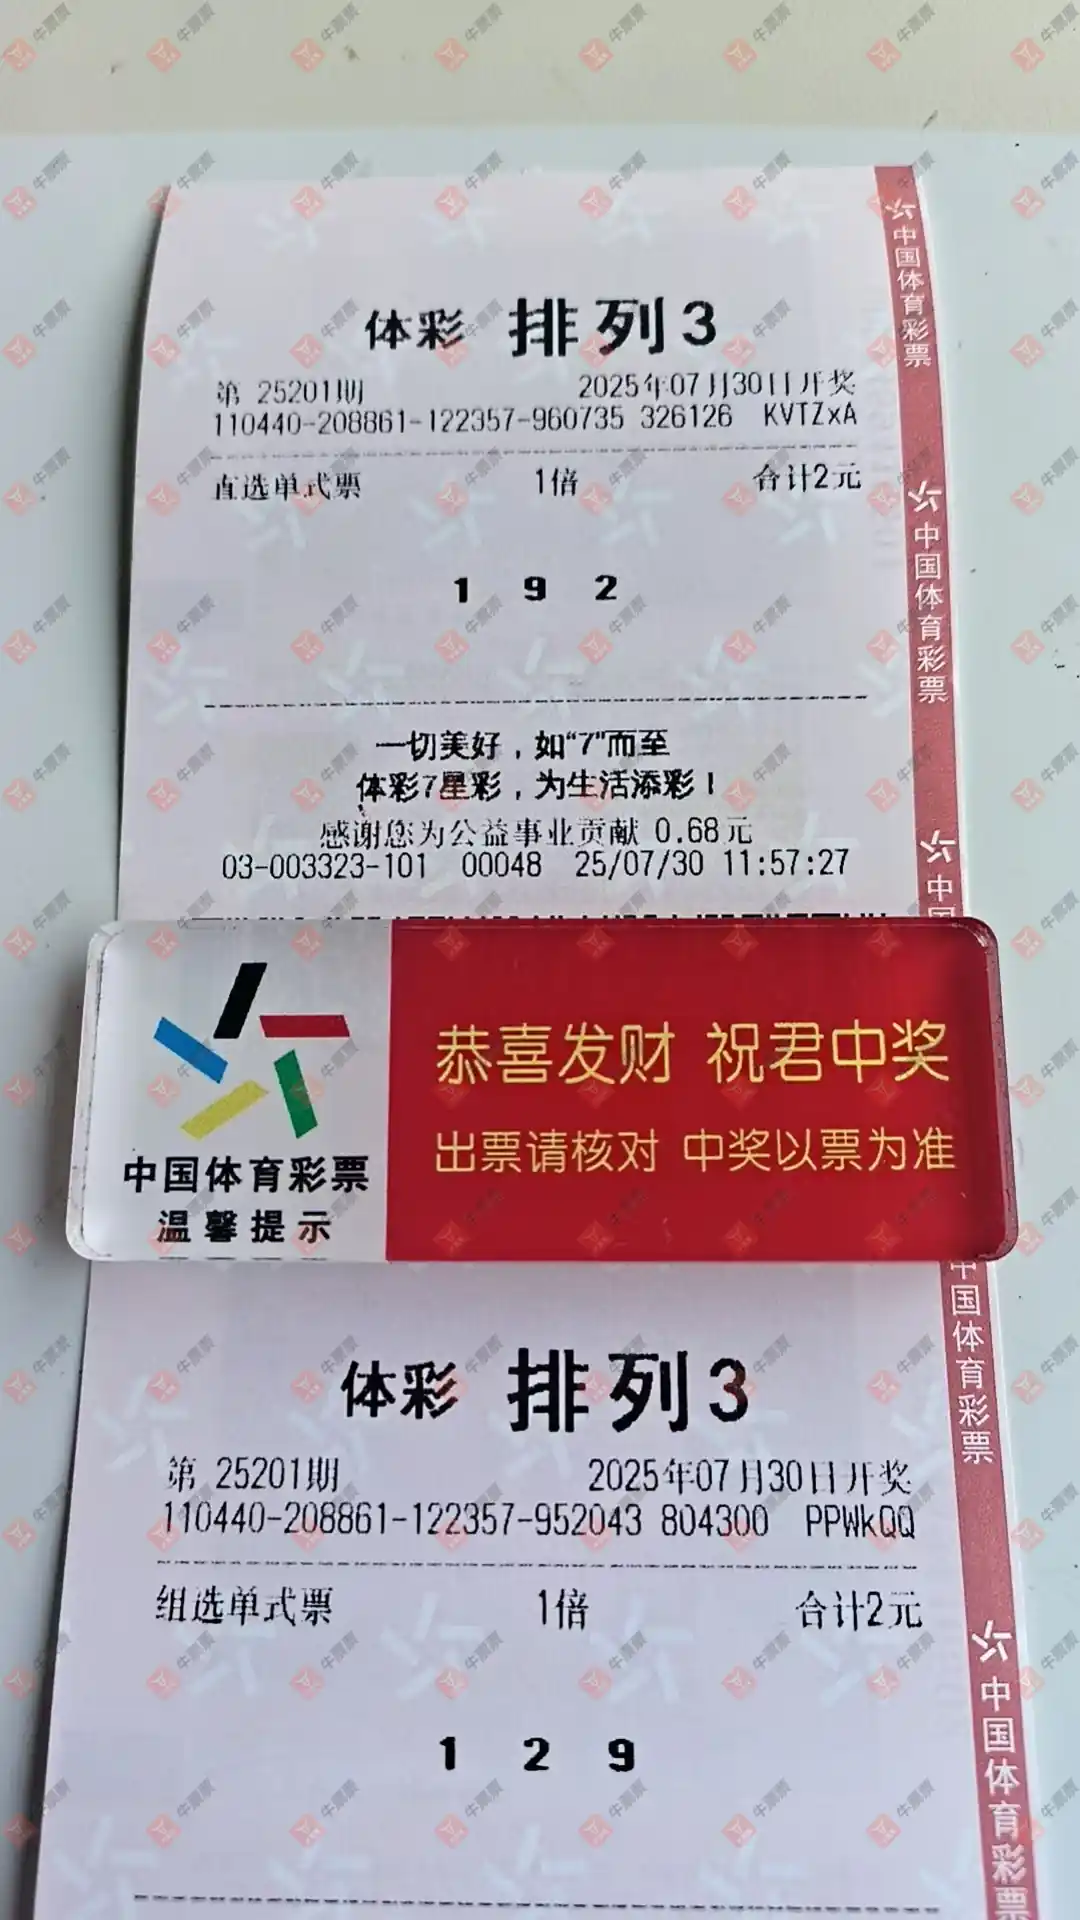 体彩 排列3
第 25201期 2025年07月30日开奖
110440-208861-122357-960735 326126 KVTZxA
直选单式票 1倍 合计2元
1 9 2
一切美好，如“7”而至
体彩7星彩，为生活添彩！
感谢您为公益事业贡献 0.68元
03-003323-101 00048 25/07/30 11:57:27
中国体育彩票
中国体育彩票
中国体育彩票
温馨提示
恭喜发财 祝君中奖
出票请核对 中奖以票为准
体彩 排列3
第 25201期 2025年07月30日开奖
110440-208861-122357-952043 804300 PPWkQQ
组选单式票 1倍 合计2元
1 2 9
中国体育彩票
中国体育彩票
牛票票